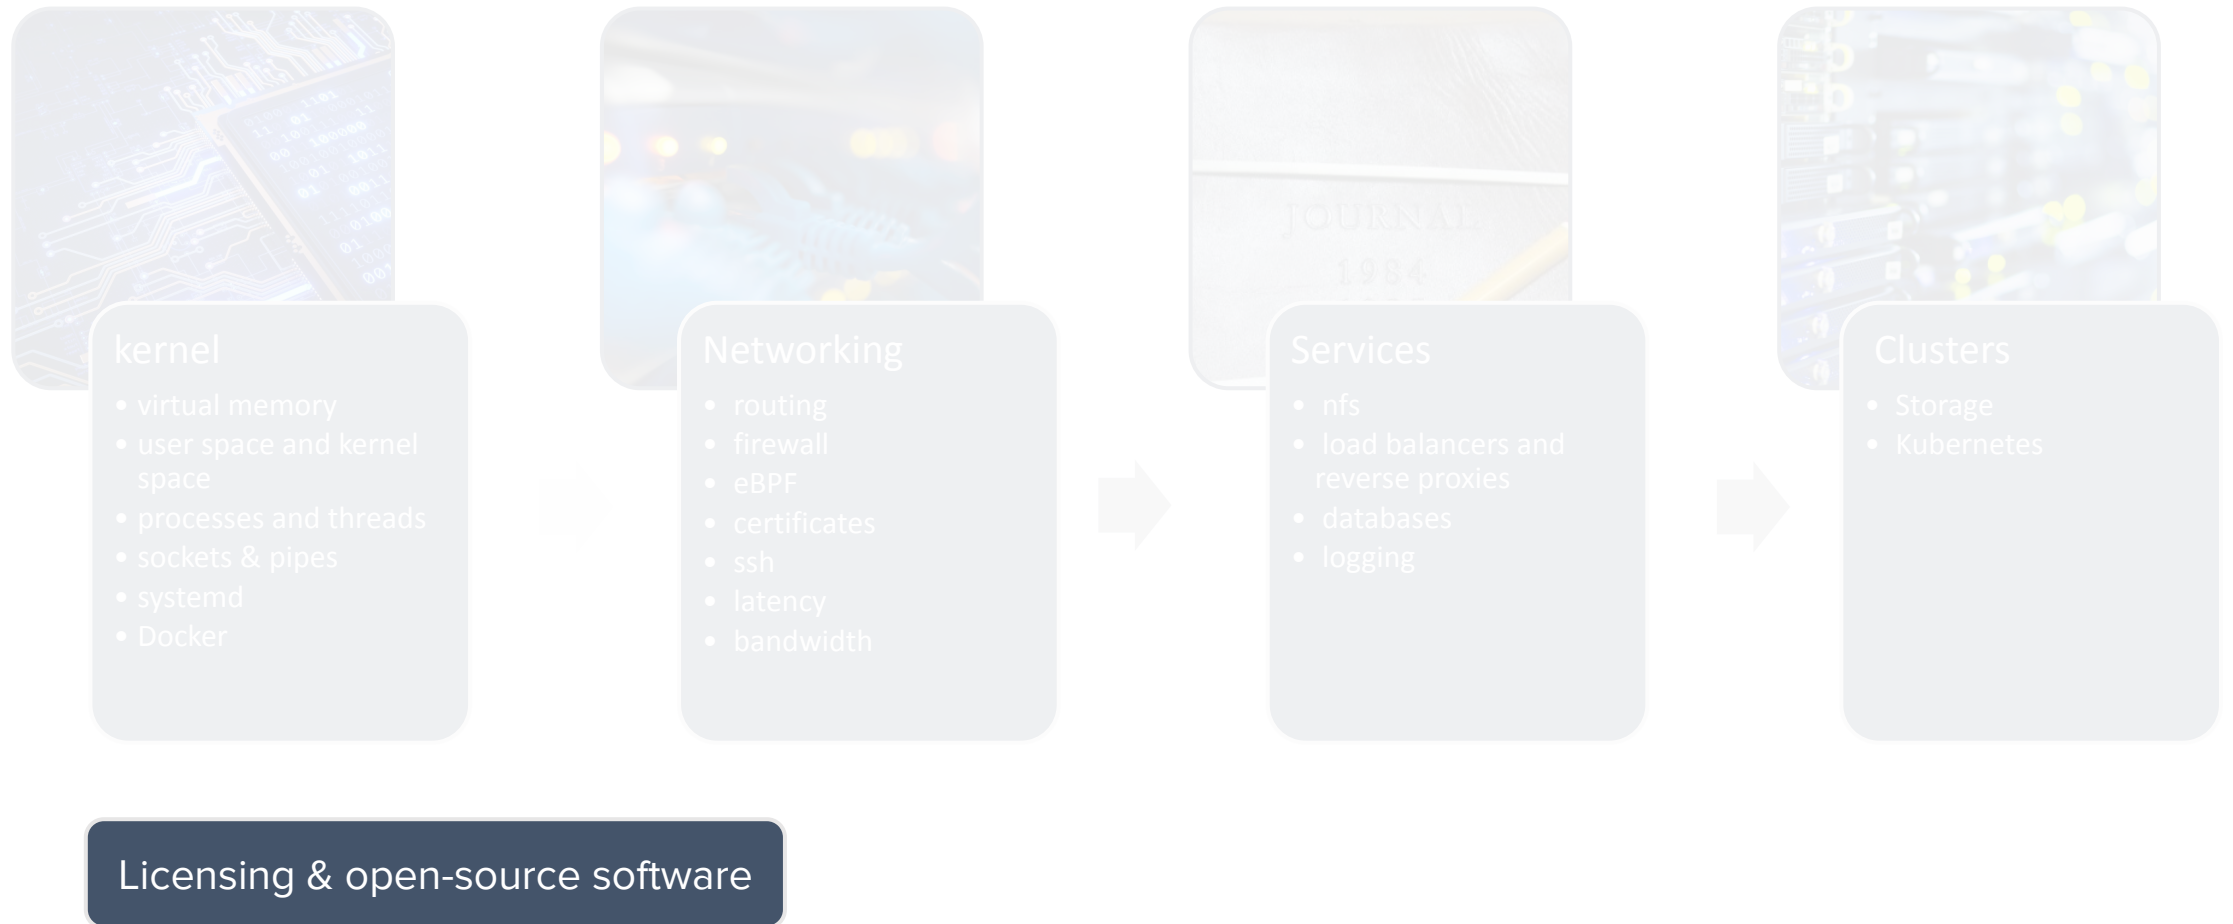 JOURNAL
1984
kernel
• virtual memory
• user space and kernel
space
• processes and threads
• sockets & pipes
• systemd
• Docker
Networking
• routing
• firewall
• eBPF
• certificates
• ssh
• latency
• bandwidth
Services
• nfs
• load balancers and
reverse proxies
• databases
• logging
Clusters
• Storage
• Kubernetes
Licensing & open-source software